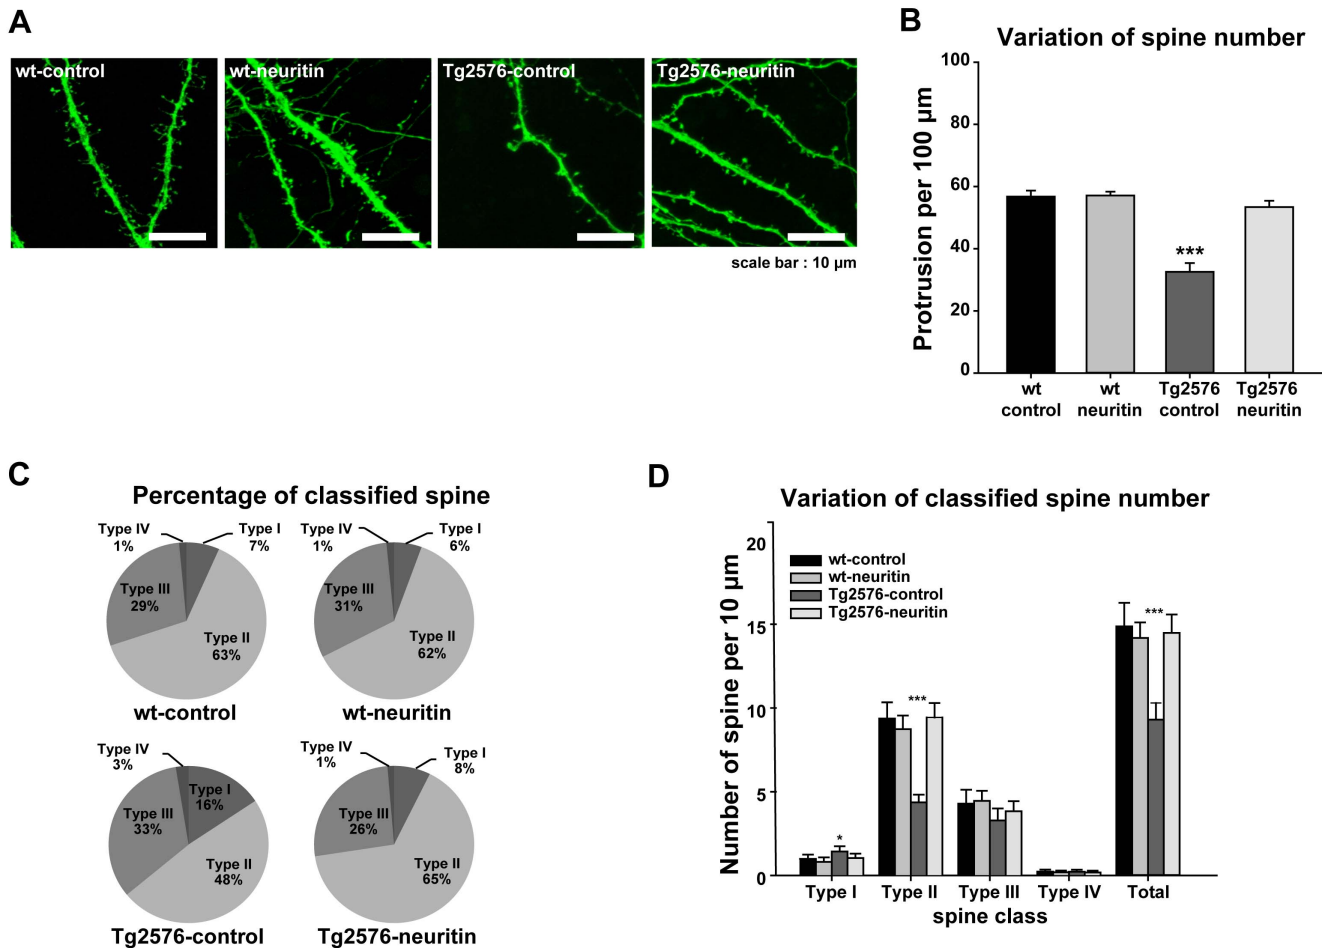 A
wt-control
wt-neuritin
Tg2576-control
Tg2576-neuritin
scale bar : 10 µm
B
Variation of spine number
Protrusion per 100 µm
100
80
60
40
20
0
***
wt
control
wt
neuritin
Tg2576
control
Tg2576
neuritin
C
Percentage of classified spine
Type IV
1%
Type I
7%
Type III
29%
Type II
63%
wt-control
Type IV
1%
Type I
6%
Type III
31%
Type II
62%
wt-neuritin
Type IV
3%
Type I
16%
Type III
33%
Type II
48%
Tg2576-control
Type IV
1%
Type I
8%
Type III
26%
Type II
65%
Tg2576-neuritin
D
Variation of classified spine number
Number of spine per 10 µm
20
15
10
5
0
wt-control
wt-neuritin
Tg2576-control
Tg2576-neuritin
*
***
***
Type I
Type II
Type III
Type IV
Total
spine class